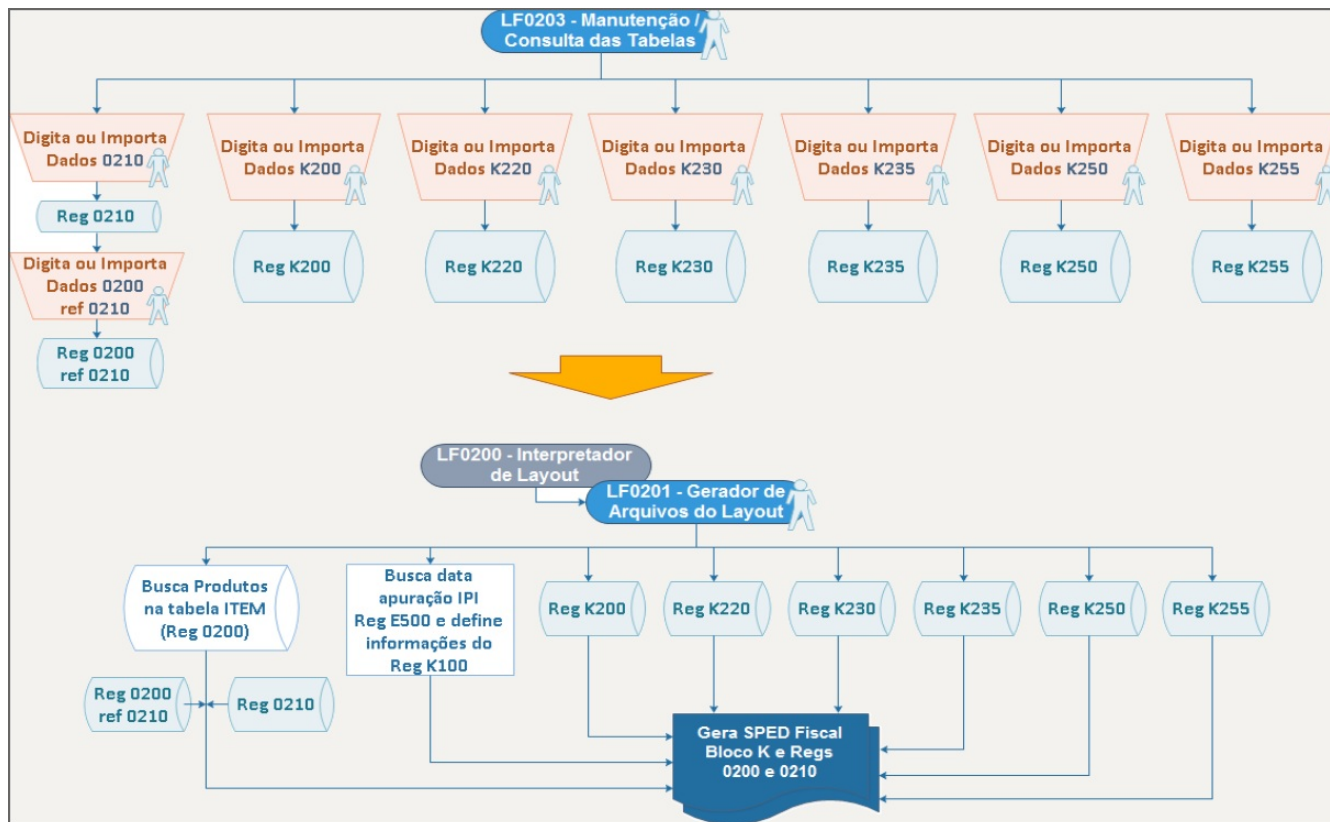 LF0203 - Manutenção /
Consulta das Tabelas
Digita ou Importa
Dados 0210
Digita ou Importa
Dados K200
Digita ou Importa
Dados K220
Digita ou Importa
Dados K230
Digita ou Importa
Dados K235
Digita ou Importa
Dados K250
Digita ou Importa
Dados K255
Reg 0210
Digita ou Importa
Dados 0200
ref 0210
Reg 0200
ref 0210
Reg K200
Reg K220
Reg K230
Reg K235
Reg K250
Reg K255
LF0200 - Interpretador
de Layout
LF0201 - Gerador de
Arquivos do Layout
Busca Produtos
na tabela ITEM
(Reg 0200)
Busca data
apuração IPI
Reg E500 e define
informações do
Reg K100
Reg K200
Reg K220
Reg K230
Reg K235
Reg K250
Reg K255
Reg 0200
ref 0210
Reg 0210
Gera SPED Fiscal
Bloco K e Regs
0200 e 0210